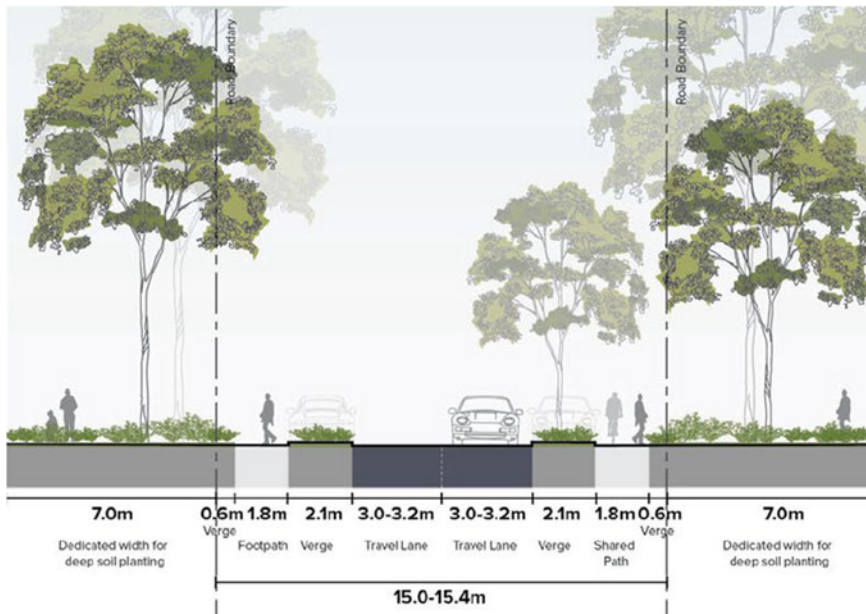 Road Boundary
Road Boundary
7.0m
0.6m
1.8m
2.1m
3.0-3.2m
3.0-3.2m
2.1m
1.8m
0.6m
7.0m
Verge
Verge
Dedicated width for
deep soil planting
Footpath
Verge
Travel Lane
Travel Lane
Verge
Shared
Path
Dedicated width for
deep soil planting
15.0-15.4m